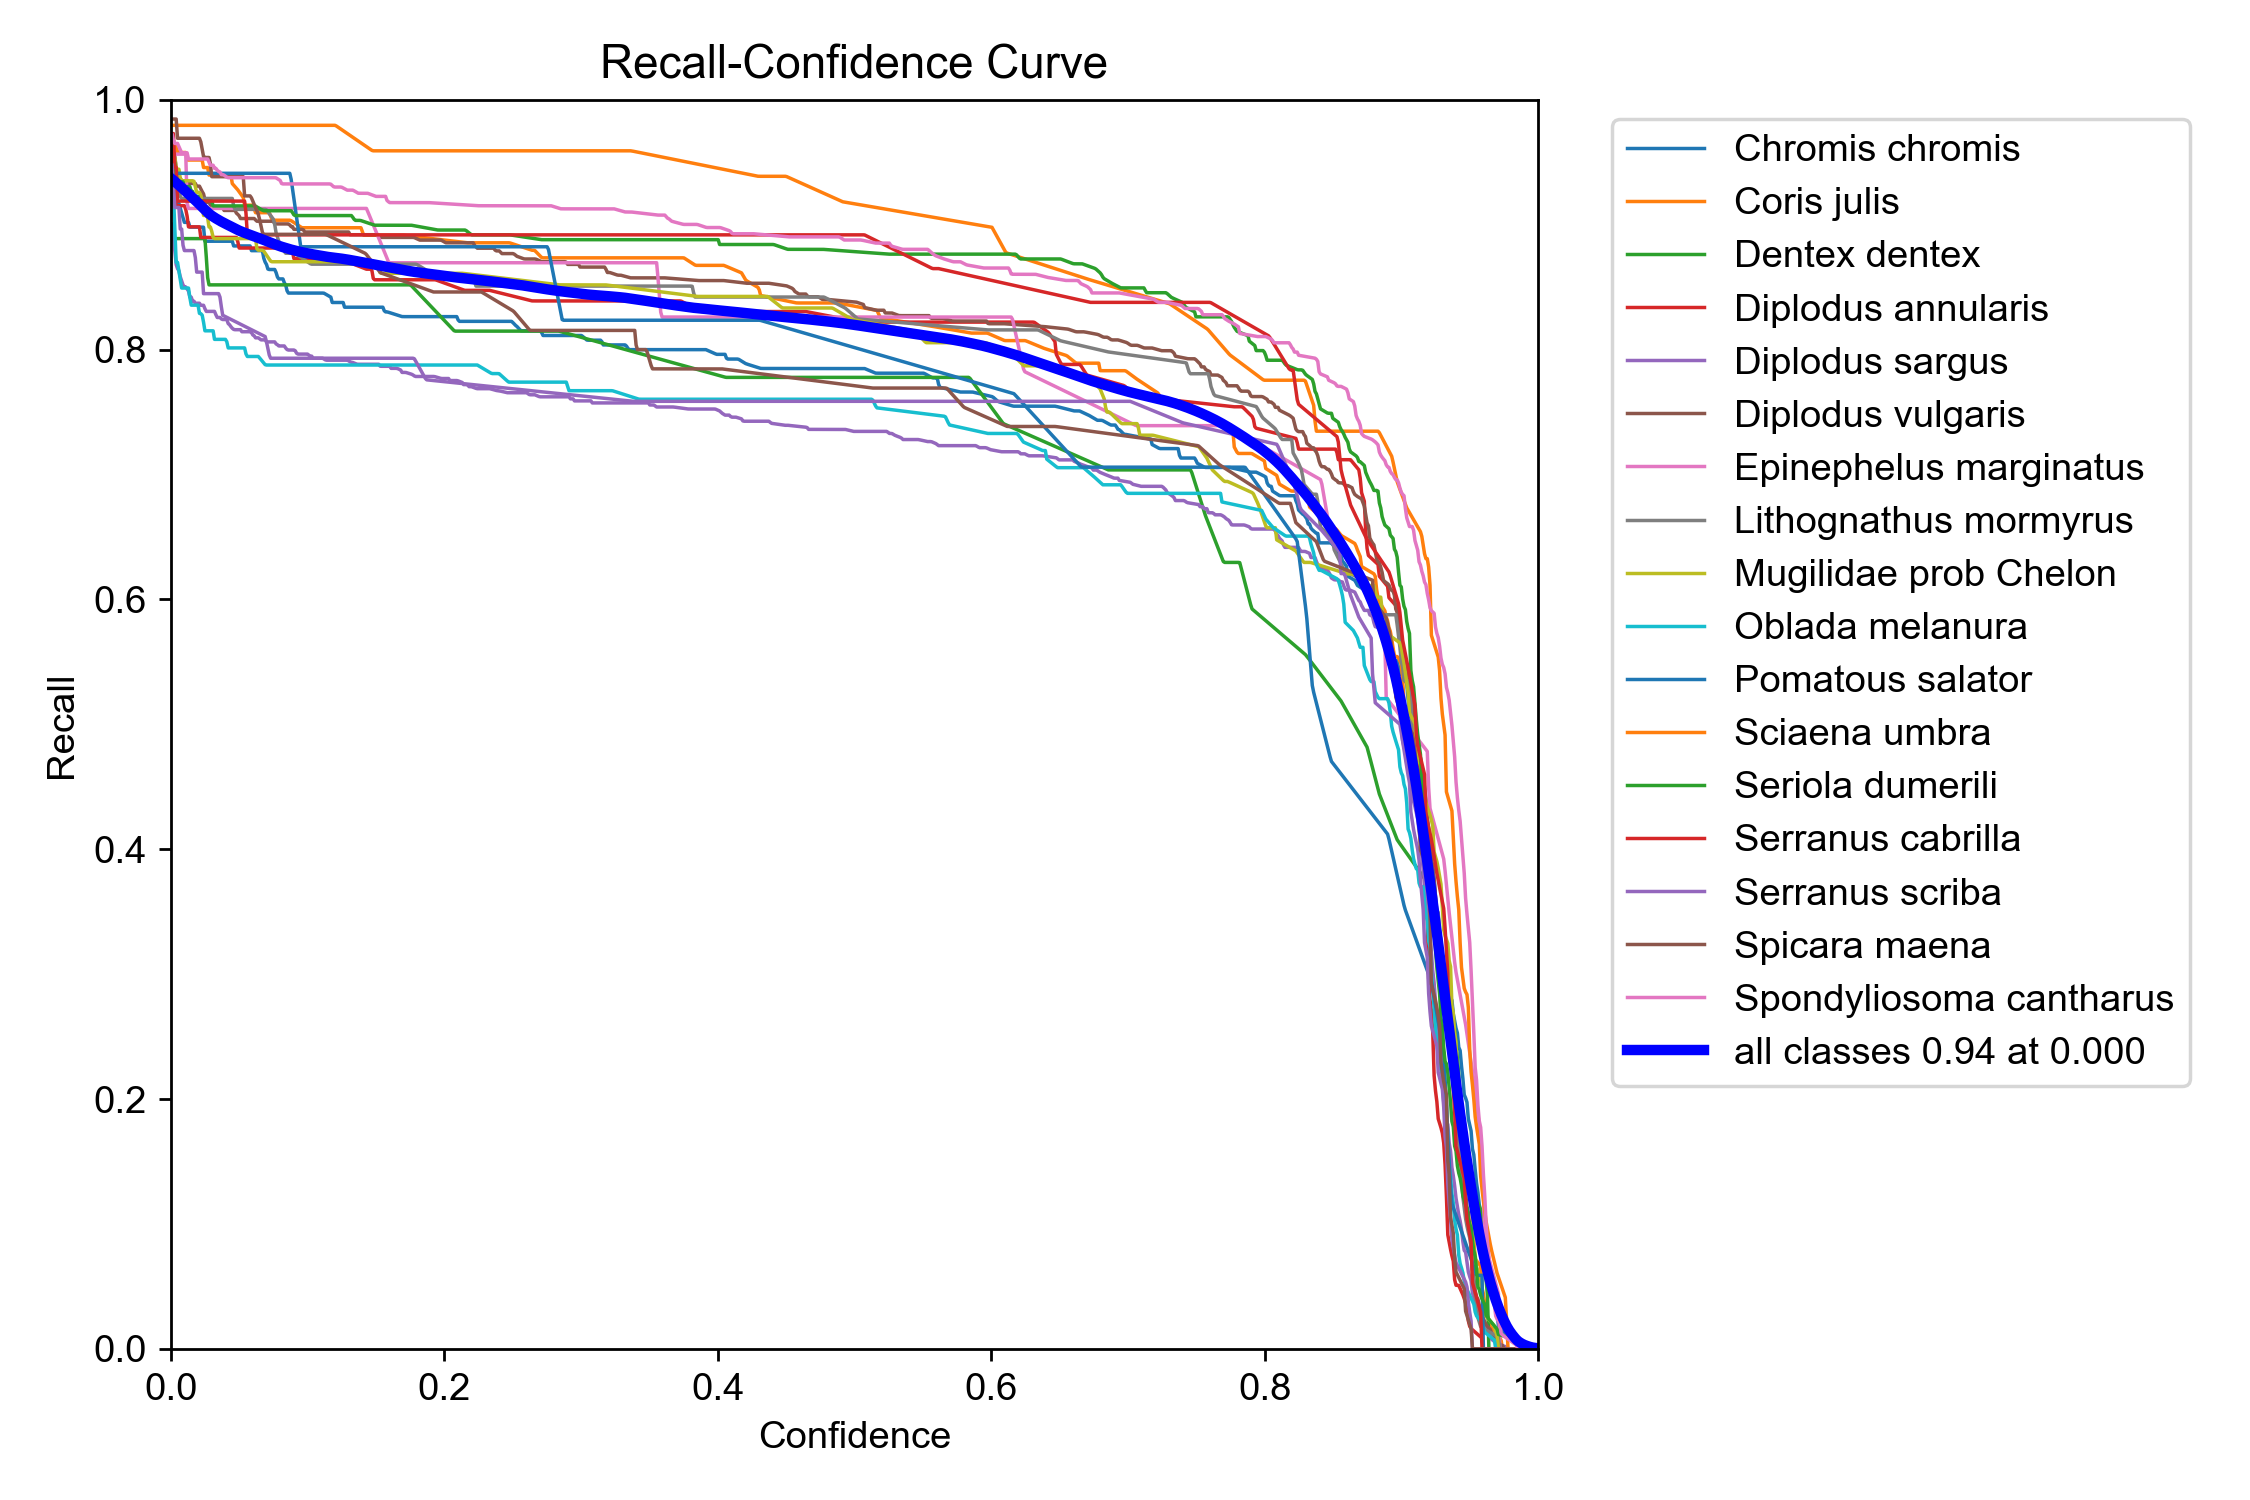 Recall-Confidence Curve
1.0
0.8
0.6
0.4
0.2
0.0
Recall
0.0 0.2 0.4 0.6 0.8 1.0
Confidence
Chromis chromis
Coris julis
Dentex dentex
Diplodus annularis
Diplodus sargus
Diplodus vulgaris
Epinephelus marginatus
Lithognathus mormyrus
Mugilidae prob Chelon
Oblada melanura
Pomatous salator
Sciaena umbra
Seriola dumerili
Serranus cabrilla
Serranus scriba
Spicara maena
Spondyliosoma cantharus
all classes 0.94 at 0.000